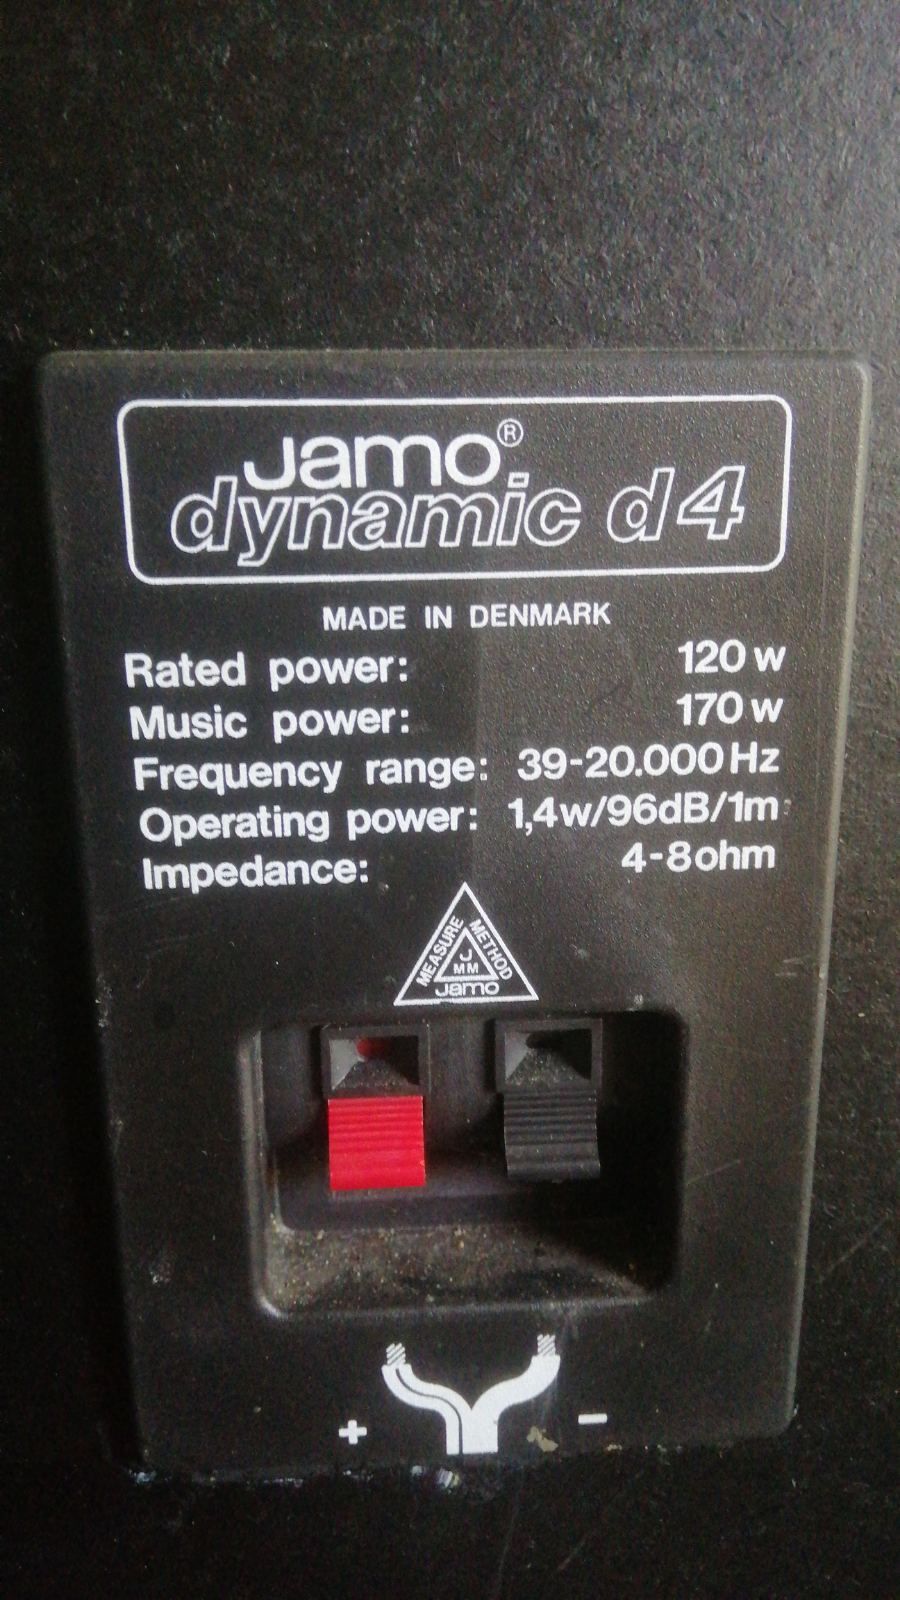 Jamo®
dynamic d4
MADE IN DENMARK
Rated power: 120 w
Music power: 170 w
Frequency range: 39-20.000 Hz
Operating power: 1,4w/96dB/1m
Impedance: 4-8ohm
MEASURE METHOD
J
MM
Jamo
+ −